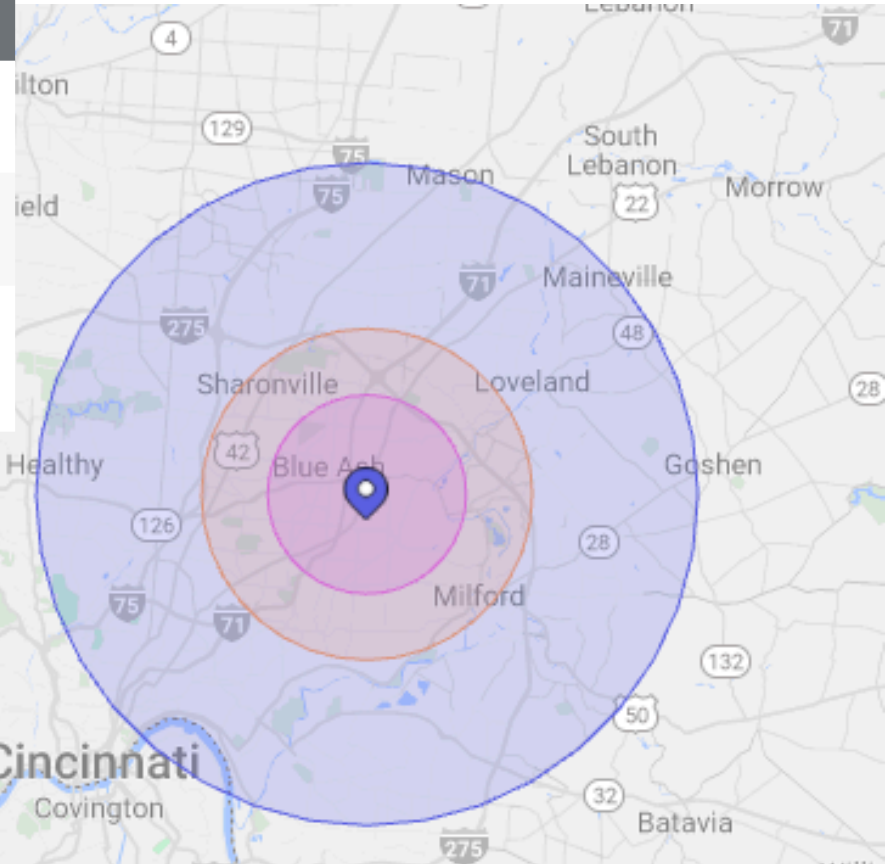 Lebanon
71
4
ilton
129
75
South
Lebanon
Mason
Morrow
75
22
ield
Maineville
71
275
48
Sharonville
Loveland
28
42
Healthy
Blue Ash
Goshen
126
28
75
Milford
71
132
50
Cincinnati
32
Covington
Batavia
275